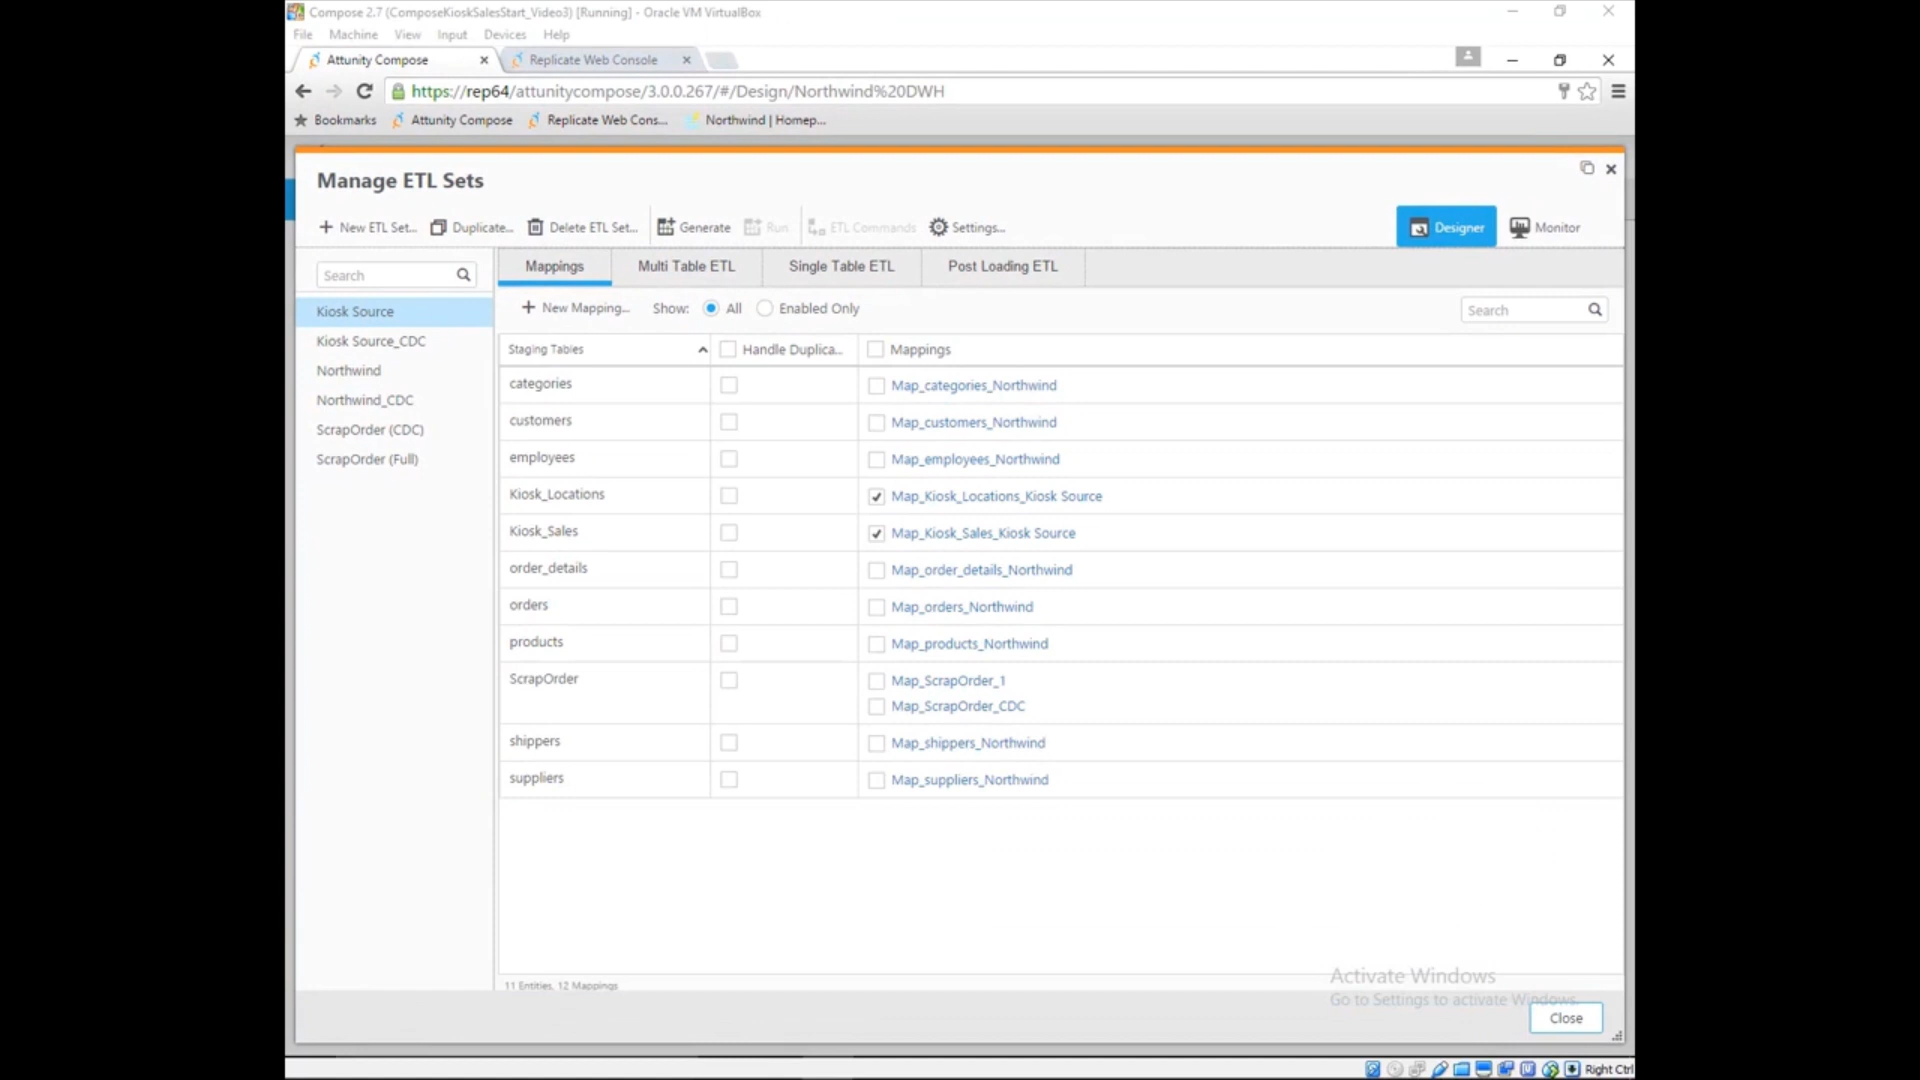 Compose 2.7 (ComposeKioskSalesStart_Video3) [Running] - Oracle VM VirtualBox
File Machine View Input Devices Help
Attunity Compose Replicate Web Console
https://rep64/attunitycompose/3.0.0.267/#/Design/Northwind%20DWH
Bookmarks Attunity Compose Replicate Web Cons... Northwind | Homep...
Manage ETL Sets
New ETL Set... Duplicate... Delete ETL Set... Generate Run ETL Commands Settings... Designer Monitor
Search
Kiosk Source
Kiosk Source_CDC
Northwind
Northwind_CDC
ScrapOrder (CDC)
ScrapOrder (Full)
Mappings Multi Table ETL Single Table ETL Post Loading ETL
New Mapping... Show: All Enabled Only Search
Staging Tables Handle Duplica... Mappings
categories Map_categories_Northwind
customers Map_customers_Northwind
employees Map_employees_Northwind
Kiosk_Locations Map_Kiosk_Locations_Kiosk Source
Kiosk_Sales Map_Kiosk_Sales_Kiosk Source
order_details Map_order_details_Northwind
orders Map_orders_Northwind
products Map_products_Northwind
ScrapOrder Map_ScrapOrder_1
Map_ScrapOrder_CDC
shippers Map_shippers_Northwind
suppliers Map_suppliers_Northwind
11 Entities, 12 Mappings
Activate Windows
Go to Settings to activate Windows.
Close
Right Ctrl